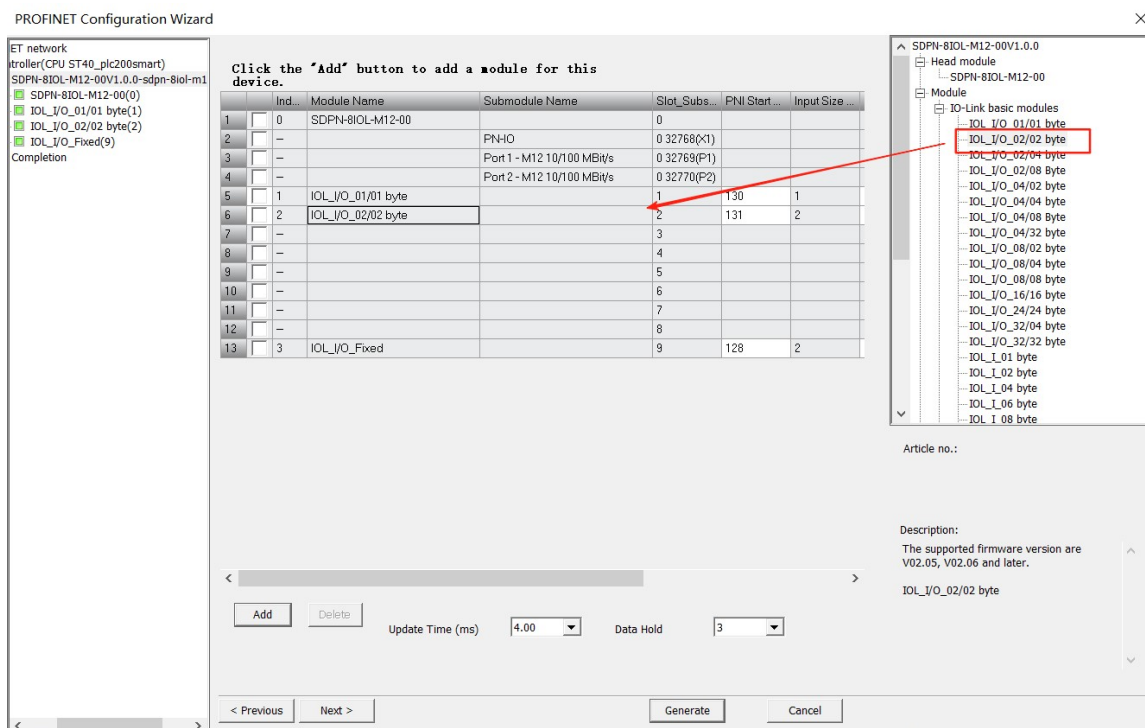 PROFINET Configuration Wizard
ET network
ntroller(CPU ST40_plc200smart)
SDPN-8IOL-M12-00V1.0.0-sdpn-8iol-m1
SDPN-8IOL-M12-00(0)
IOL_I/O_01/01 byte(1)
IOL_I/O_02/02 byte(2)
IOL_I/O_Fixed(9)
Completion
Click the "Add" button to add a module for this
device.
Ind... Module Name Submodule Name Slot_Subs... PNI Start ... Input Size ...
1 0 SDPN-8IOL-M12-00 0
2 – PN-IO 0 32768(X1)
3 – Port 1 - M12 10/100 MBit/s 0 32769(P1)
4 – Port 2 - M12 10/100 MBit/s 0 32770(P2)
5 1 IOL_I/O_01/01 byte 1 130 1
6 2 IOL_I/O_02/02 byte 2 131 2
7 – 3
8 – 4
9 – 5
10 – 6
11 – 7
12 – 8
13 3 IOL_I/O_Fixed 9 128 2
Add
Delete
Update Time (ms) 4.00 Data Hold 3
< Previous Next > Generate Cancel
SDPN-8IOL-M12-00V1.0.0
Head module
SDPN-8IOL-M12-00
Module
IO-Link basic modules
IOL_I/O_01/01 byte
IOL_I/O_02/02 byte
IOL_I/O_02/04 byte
IOL_I/O_02/08 Byte
IOL_I/O_04/02 byte
IOL_I/O_04/04 byte
IOL_I/O_04/08 Byte
IOL_I/O_04/32 byte
IOL_I/O_08/02 byte
IOL_I/O_08/04 byte
IOL_I/O_08/08 byte
IOL_I/O_16/16 byte
IOL_I/O_24/24 byte
IOL_I/O_32/04 byte
IOL_I/O_32/32 byte
IOL_I_01 byte
IOL_I_02 byte
IOL_I_04 byte
IOL_I_06 byte
IOL_I_08 byte
Article no.:
Description:
The supported firmware version are
V02.05, V02.06 and later.
IOL_I/O_02/02 byte